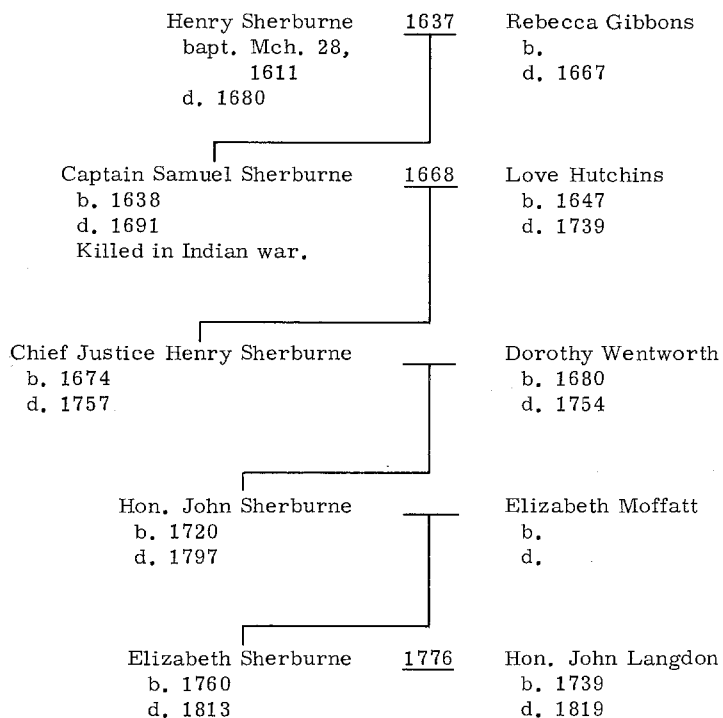 Henry Sherburne 1637 Rebecca Gibbons
bapt. Mch. 28, b.
1611 d. 1667
d. 1680
Captain Samuel Sherburne 1668 Love Hutchins
b. 1638 b. 1647
d. 1691 d. 1739
Killed in Indian war.
Chief Justice Henry Sherburne Dorothy Wentworth
b. 1674 b. 1680
d. 1757 d. 1754
Hon. John Sherburne Elizabeth Moffatt
b. 1720 b.
d. 1797 d.
Elizabeth Sherburne 1776 Hon. John Langdon
b. 1760 b. 1739
d. 1813 d. 1819